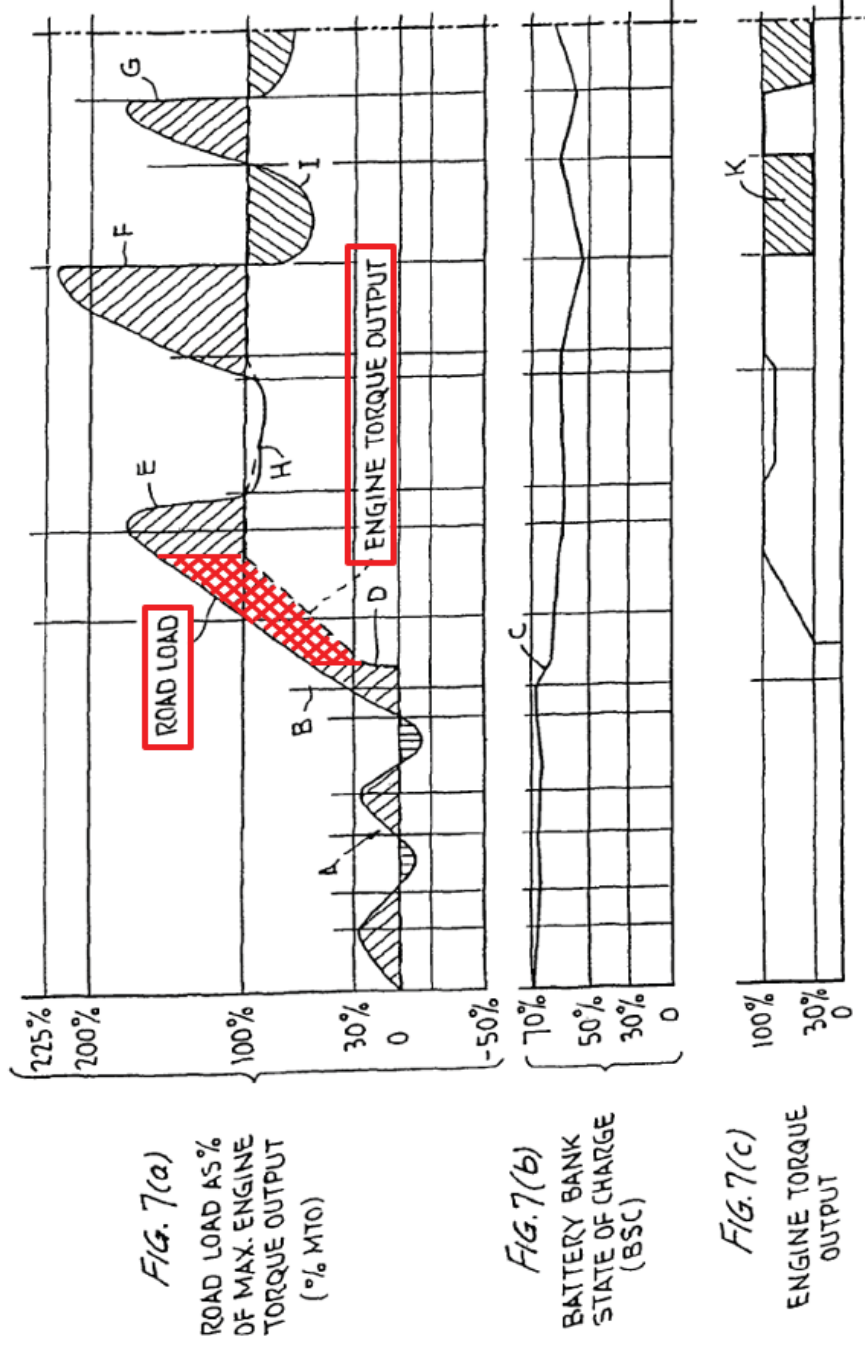 FIG. 7(a)
ROAD LOAD AS %
OF MAX. ENGINE
TORQUE OUTPUT
(% MTO)
225%
200%
100%
30%
0
-50%
A
B
ROAD LOAD
D
ENGINE TORQUE OUTPUT
E
H
F
I
G
FIG. 7(b)
BATTERY BANK
STATE OF CHARGE
(BSC)
70%
50%
30%
0
C
FIG. 7(c)
ENGINE TORQUE
OUTPUT
100%
30%
0
K